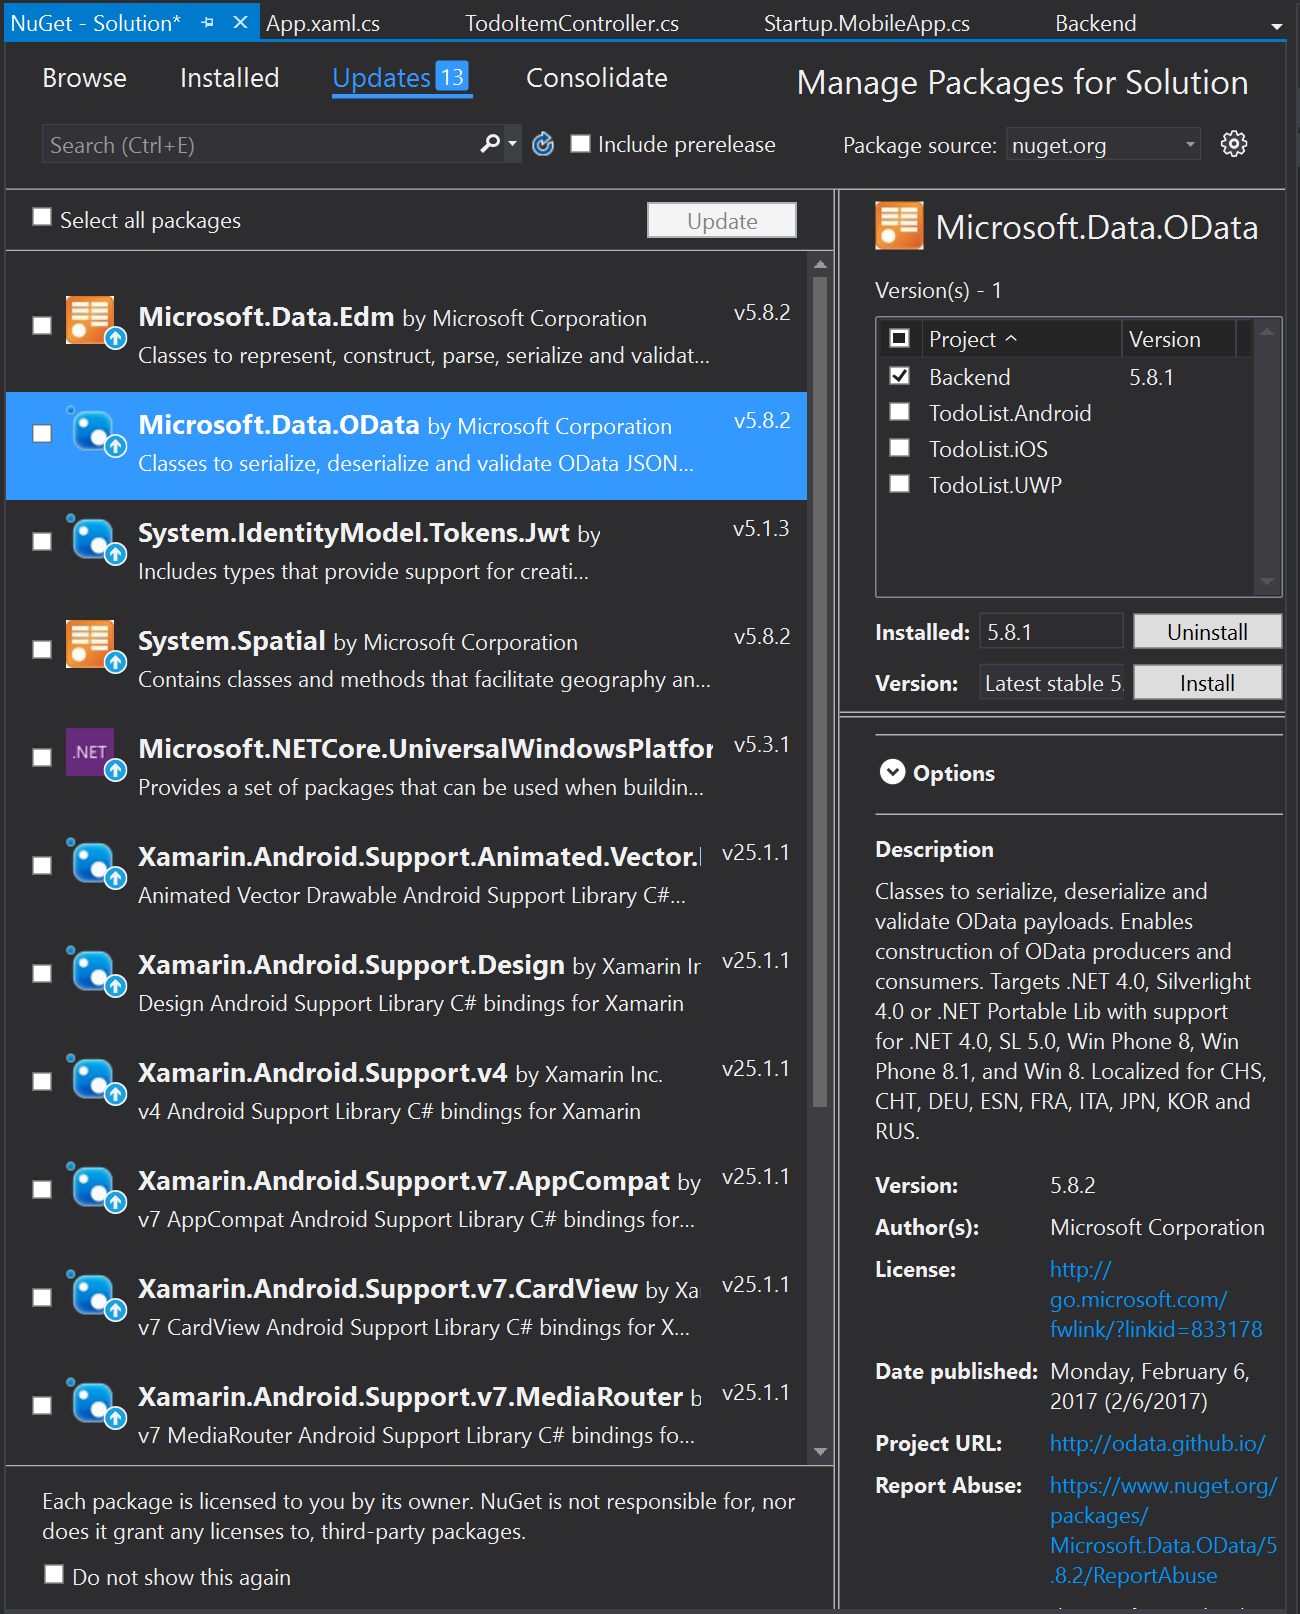 NuGet - Solution*
App.xaml.cs
TodoItemController.cs
Startup.MobileApp.cs
Backend
Browse
Installed
Updates 13
Consolidate
Manage Packages for Solution
Search (Ctrl+E)
Include prerelease
Package source: nuget.org
Select all packages
Update
Microsoft.Data.Edm by Microsoft Corporation v5.8.2
Classes to represent, construct, parse, serialize and validat...
Microsoft.Data.OData by Microsoft Corporation v5.8.2
Classes to serialize, deserialize and validate OData JSON...
System.IdentityModel.Tokens.Jwt by v5.1.3
Includes types that provide support for creati...
System.Spatial by Microsoft Corporation v5.8.2
Contains classes and methods that facilitate geography an...
.NET
Microsoft.NETCore.UniversalWindowsPlatfor v5.3.1
Provides a set of packages that can be used when buildin...
Xamarin.Android.Support.Animated.Vector. v25.1.1
Animated Vector Drawable Android Support Library C#...
Xamarin.Android.Support.Design by Xamarin In v25.1.1
Design Android Support Library C# bindings for Xamarin
Xamarin.Android.Support.v4 by Xamarin Inc. v25.1.1
v4 Android Support Library C# bindings for Xamarin
Xamarin.Android.Support.v7.AppCompat by v25.1.1
v7 AppCompat Android Support Library C# bindings for...
Xamarin.Android.Support.v7.CardView by Xa v25.1.1
v7 CardView Android Support Library C# bindings for X...
Xamarin.Android.Support.v7.MediaRouter b v25.1.1
v7 MediaRouter Android Support Library C# bindings fo...
Each package is licensed to you by its owner. NuGet is not responsible for, nor
does it grant any licenses to, third-party packages.
Do not show this again
Microsoft.Data.OData
Version(s) - 1
Project Version
Backend 5.8.1
TodoList.Android
TodoList.iOS
TodoList.UWP
Installed: 5.8.1 Uninstall
Version: Latest stable 5. Install
Options
Description
Classes to serialize, deserialize and
validate OData payloads. Enables
construction of OData producers and
consumers. Targets .NET 4.0, Silverlight
4.0 or .NET Portable Lib with support
for .NET 4.0, SL 5.0, Win Phone 8, Win
Phone 8.1, and Win 8. Localized for CHS,
CHT, DEU, ESN, FRA, ITA, JPN, KOR and
RUS.
Version: 5.8.2
Author(s): Microsoft Corporation
License: http://
go.microsoft.com/
fwlink/?linkid=833178
Date published: Monday, February 6,
2017 (2/6/2017)
Project URL: http://odata.github.io/
Report Abuse: https://www.nuget.org/
packages/
Microsoft.Data.OData/5
.8.2/ReportAbuse